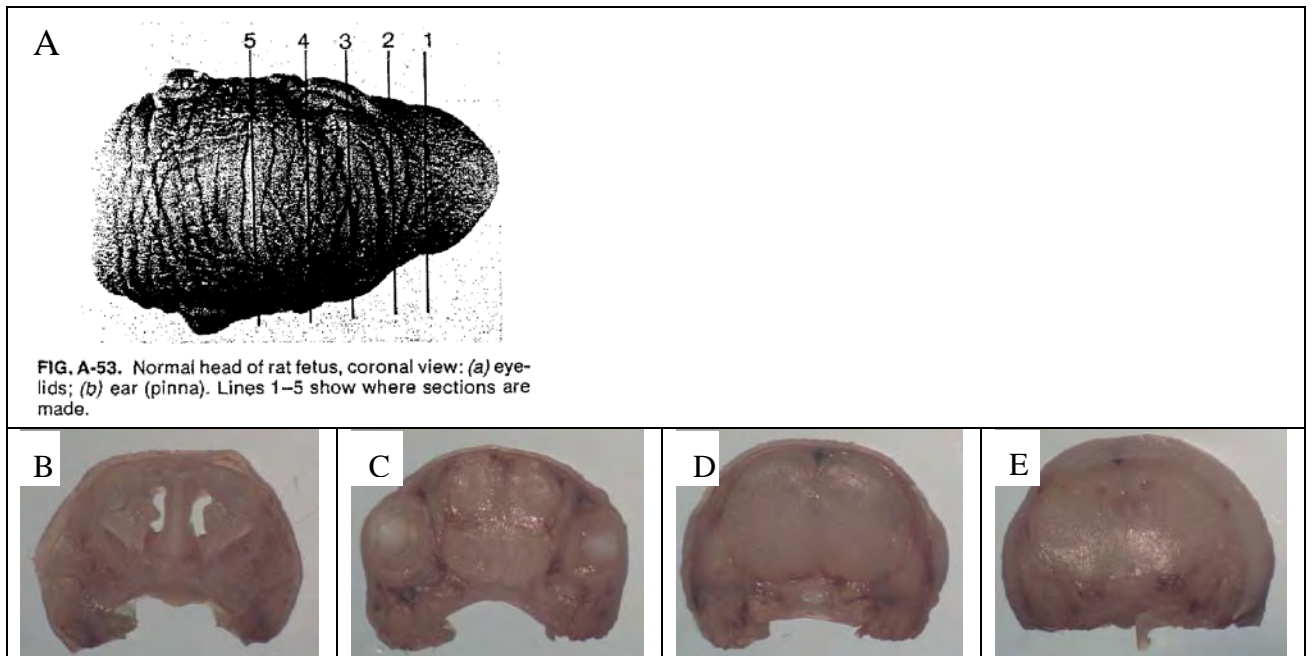 A
5 4 3 2 1
FIG. A-53. Normal head of rat fetus, coronal view: (a) eye-
lids; (b) ear (pinna). Lines 1–5 show where sections are
made.
B
C
D
E